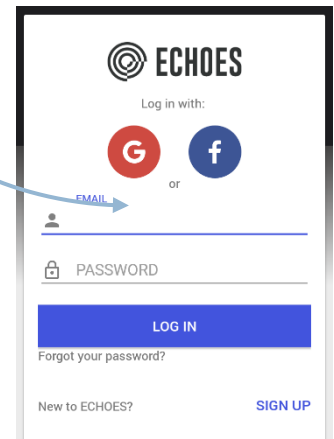 ECHOES
Log in with:
G f
or
EMAIL
PASSWORD
LOG IN
Forgot your password?
New to ECHOES? SIGN UP